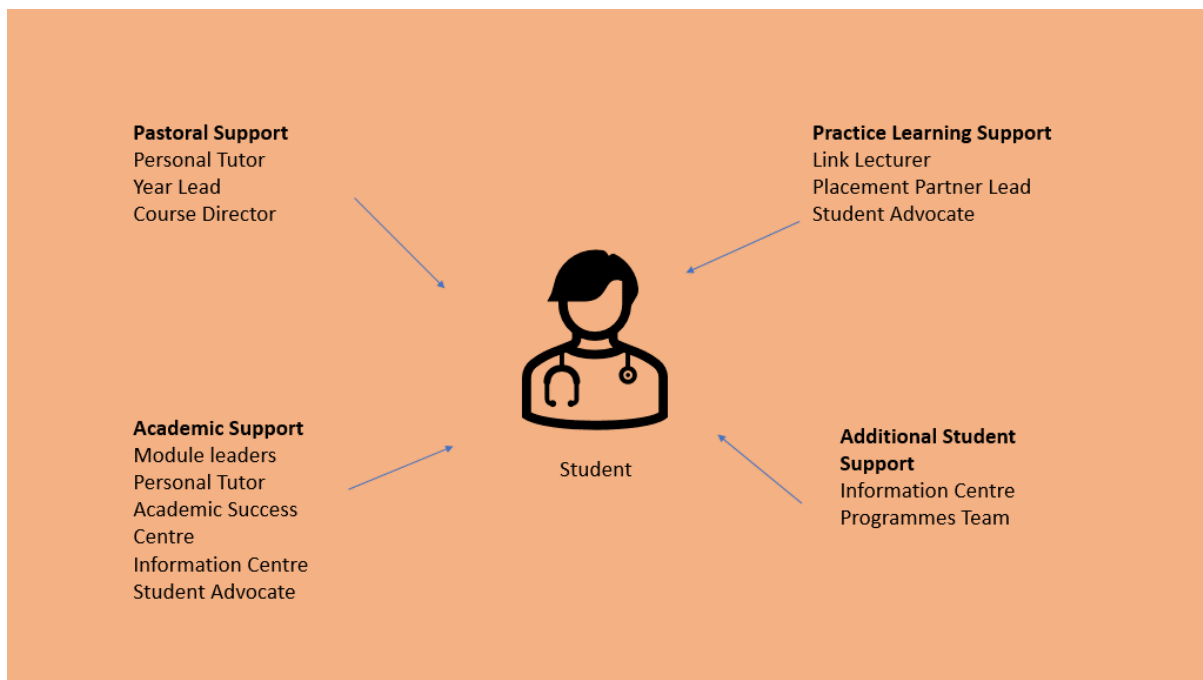 Pastoral Support
Personal Tutor
Year Lead
Course Director
Practice Learning Support
Link Lecturer
Placement Partner Lead
Student Advocate
Student
Academic Support
Module leaders
Personal Tutor
Academic Success
Centre
Information Centre
Student Advocate
Additional Student
Support
Information Centre
Programmes Team